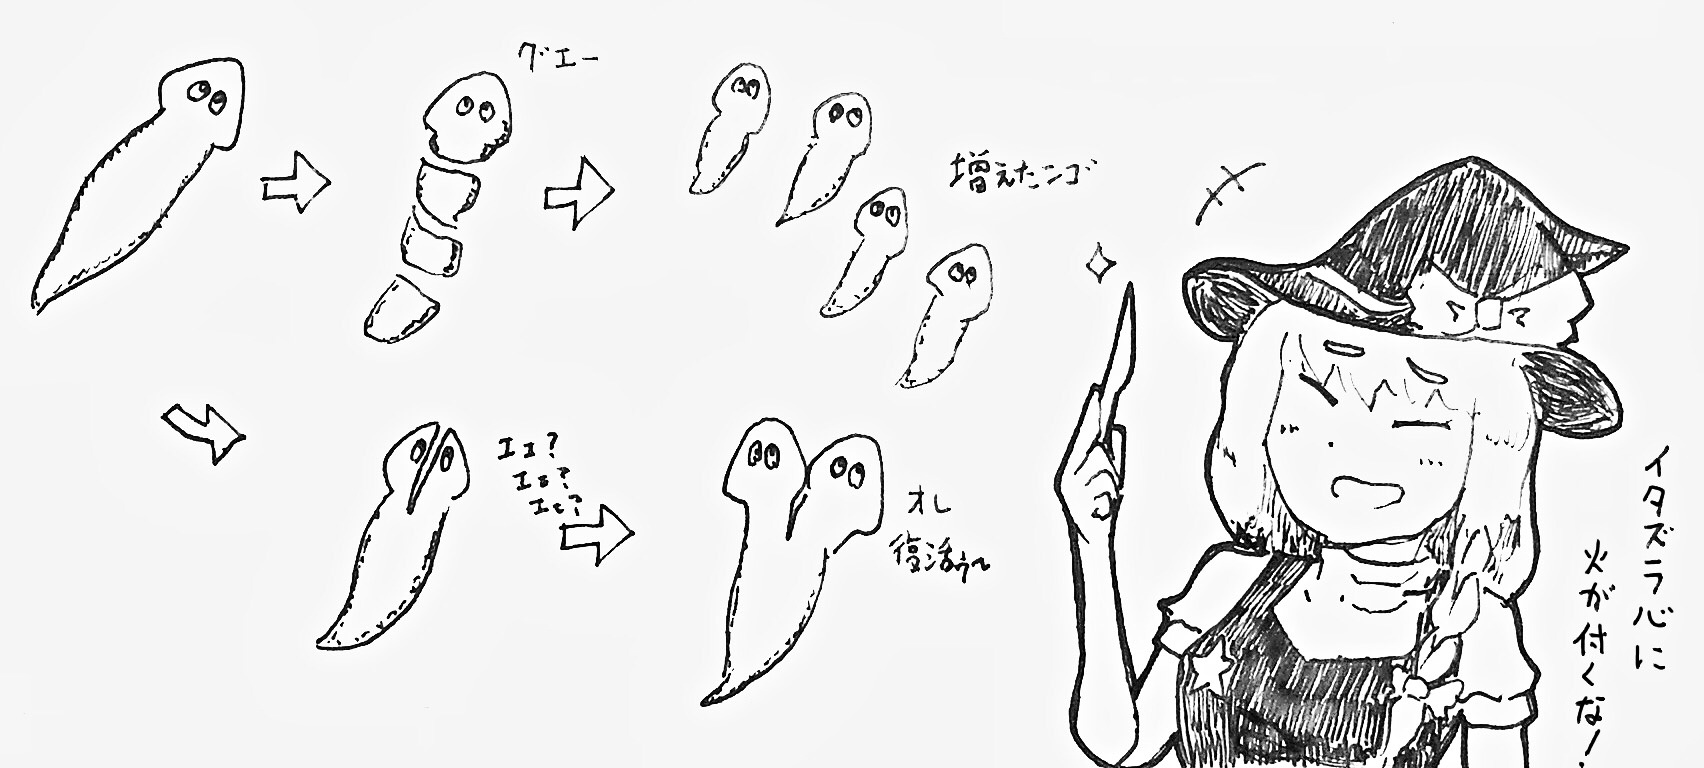 グエー
増えたンゴ
エェ?
エェ?
エェ?
オレ
復活ゥ〜
イタズラ心に
火が付くな!